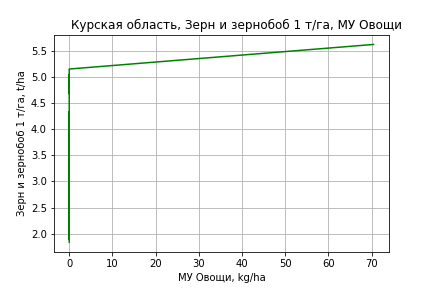 Курская область, Зерн и зернобоб 1 т/га, МУ Овощи
Зерн и зернобоб 1 т/га, t/ha
5.5
5.0
4.5
4.0
3.5
3.0
2.5
2.0
0 10 20 30 40 50 60 70
МУ Овощи, kg/ha